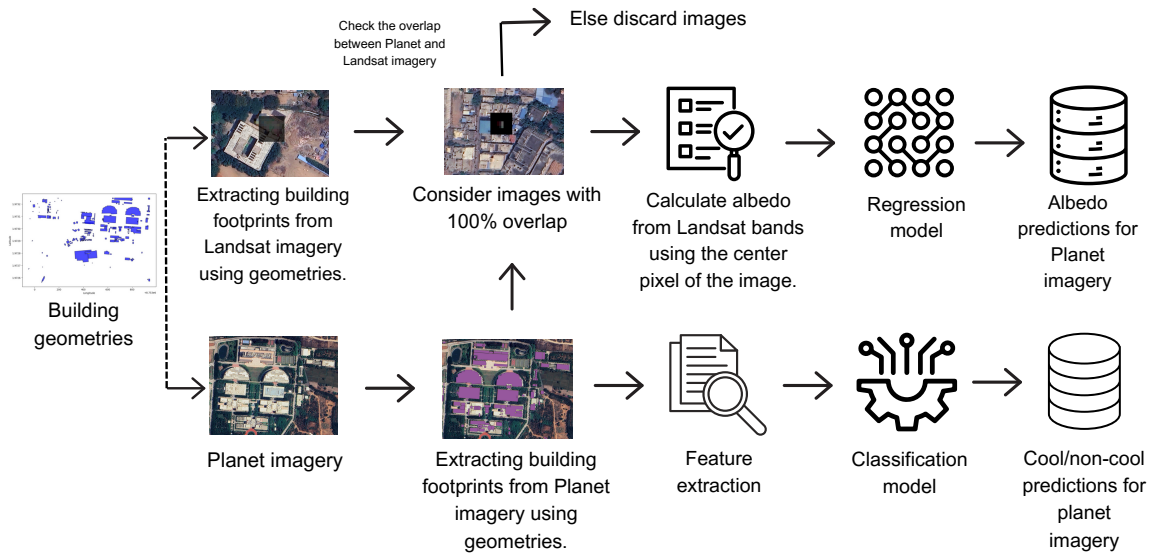 Check the overlap
between Planet and
Landsat imagery
Else discard images
Extracting building
footprints from
Landsat imagery
using geometries.
Consider images with
100% overlap
Calculate albedo
from Landsat bands
using the center
pixel of the image.
Regression
model
Albedo
predictions for
Planet
imagery
Building
geometries
Planet imagery
Extracting building
footprints from Planet
imagery using
geometries.
Feature
extraction
Classification
model
Cool/non-cool
predictions for
planet
imagery